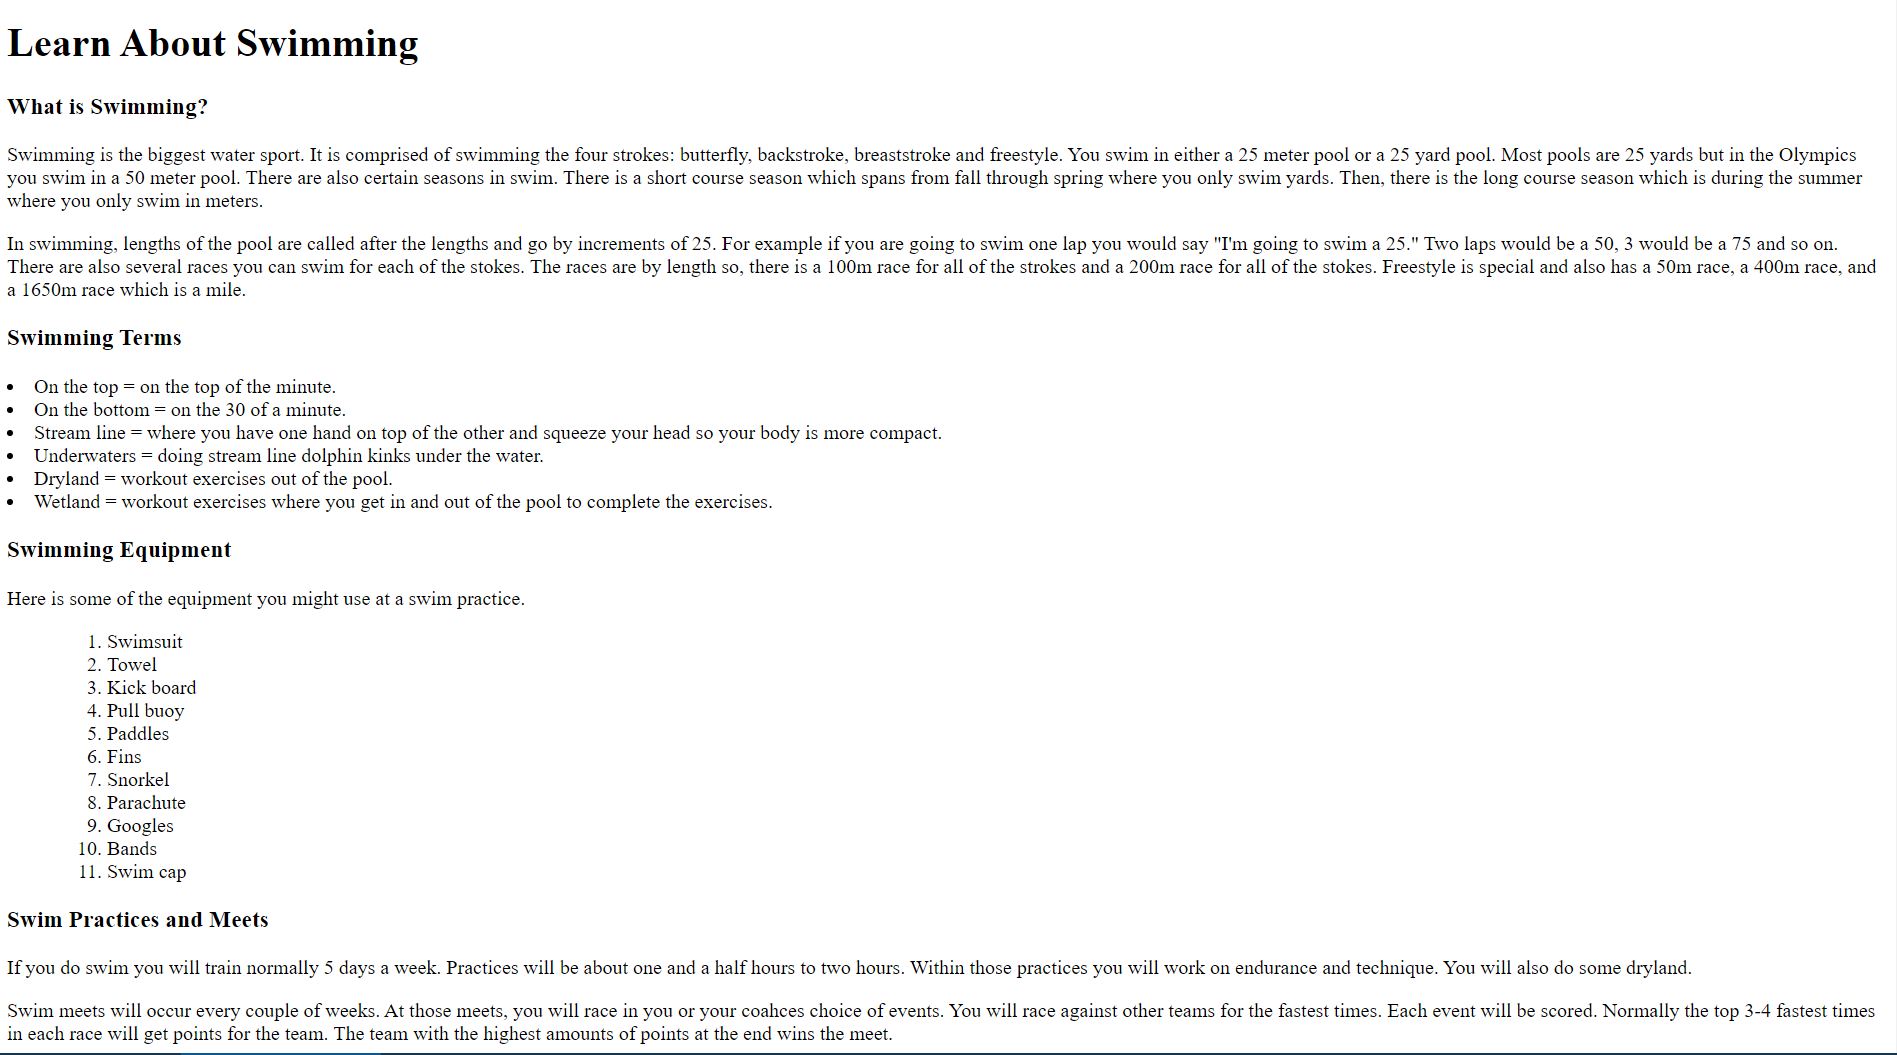 Learn About Swimming
What is Swimming?
Swimming is the biggest water sport. It is comprised of swimming the four strokes: butterfly, backstroke, breaststroke and freestyle. You swim in either a 25 meter pool or a 25 yard pool. Most pools are 25 yards but in the Olympics
you swim in a 50 meter pool. There are also certain seasons in swim. There is a short course season which spans from fall through spring where you only swim yards. Then, there is the long course season which is during the summer
where you only swim in meters.
In swimming, lengths of the pool are called after the lengths and go by increments of 25. For example if you are going to swim one lap you would say "I'm going to swim a 25." Two laps would be a 50, 3 would be a 75 and so on.
There are also several races you can swim for each of the stokes. The races are by length so, there is a 100m race for all of the strokes and a 200m race for all of the stokes. Freestyle is special and also has a 50m race, a 400m race, and
a 1650m race which is a mile.
Swimming Terms
• On the top = on the top of the minute.
• On the bottom = on the 30 of a minute.
• Stream line = where you have one hand on top of the other and squeeze your head so your body is more compact.
• Underwaters = doing stream line dolphin kinks under the water.
• Dryland = workout exercises out of the pool.
• Wetland = workout exercises where you get in and out of the pool to complete the exercises.
Swimming Equipment
Here is some of the equipment you might use at a swim practice.
1. Swimsuit
2. Towel
3. Kick board
4. Pull buoy
5. Paddles
6. Fins
7. Snorkel
8. Parachute
9. Googles
10. Bands
11. Swim cap
Swim Practices and Meets
If you do swim you will train normally 5 days a week. Practices will be about one and a half hours to two hours. Within those practices you will work on endurance and technique. You will also do some dryland.
Swim meets will occur every couple of weeks. At those meets, you will race in you or your coahces choice of events. You will race against other teams for the fastest times. Each event will be scored. Normally the top 3-4 fastest times
in each race will get points for the team. The team with the highest amounts of points at the end wins the meet.